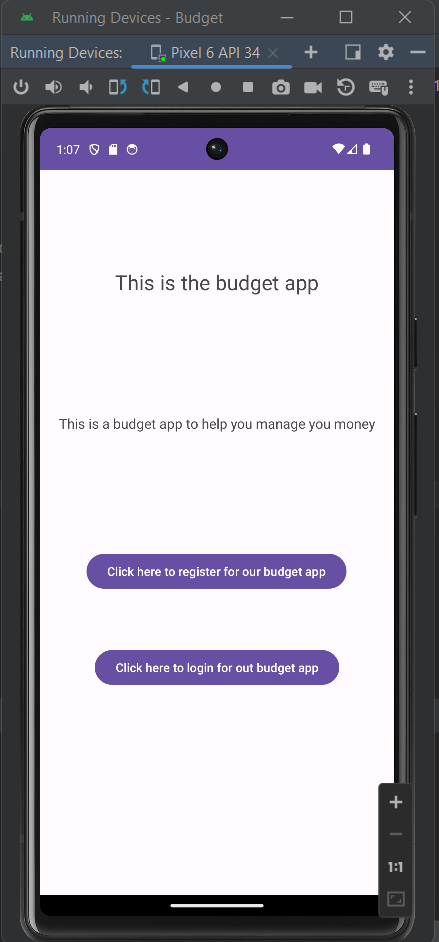 Running Devices - Budget
Running Devices: Pixel 6 API 34
1:07
This is the budget app
This is a budget app to help you manage you money
Click here to register for our budget app
Click here to login for out budget app
1:1